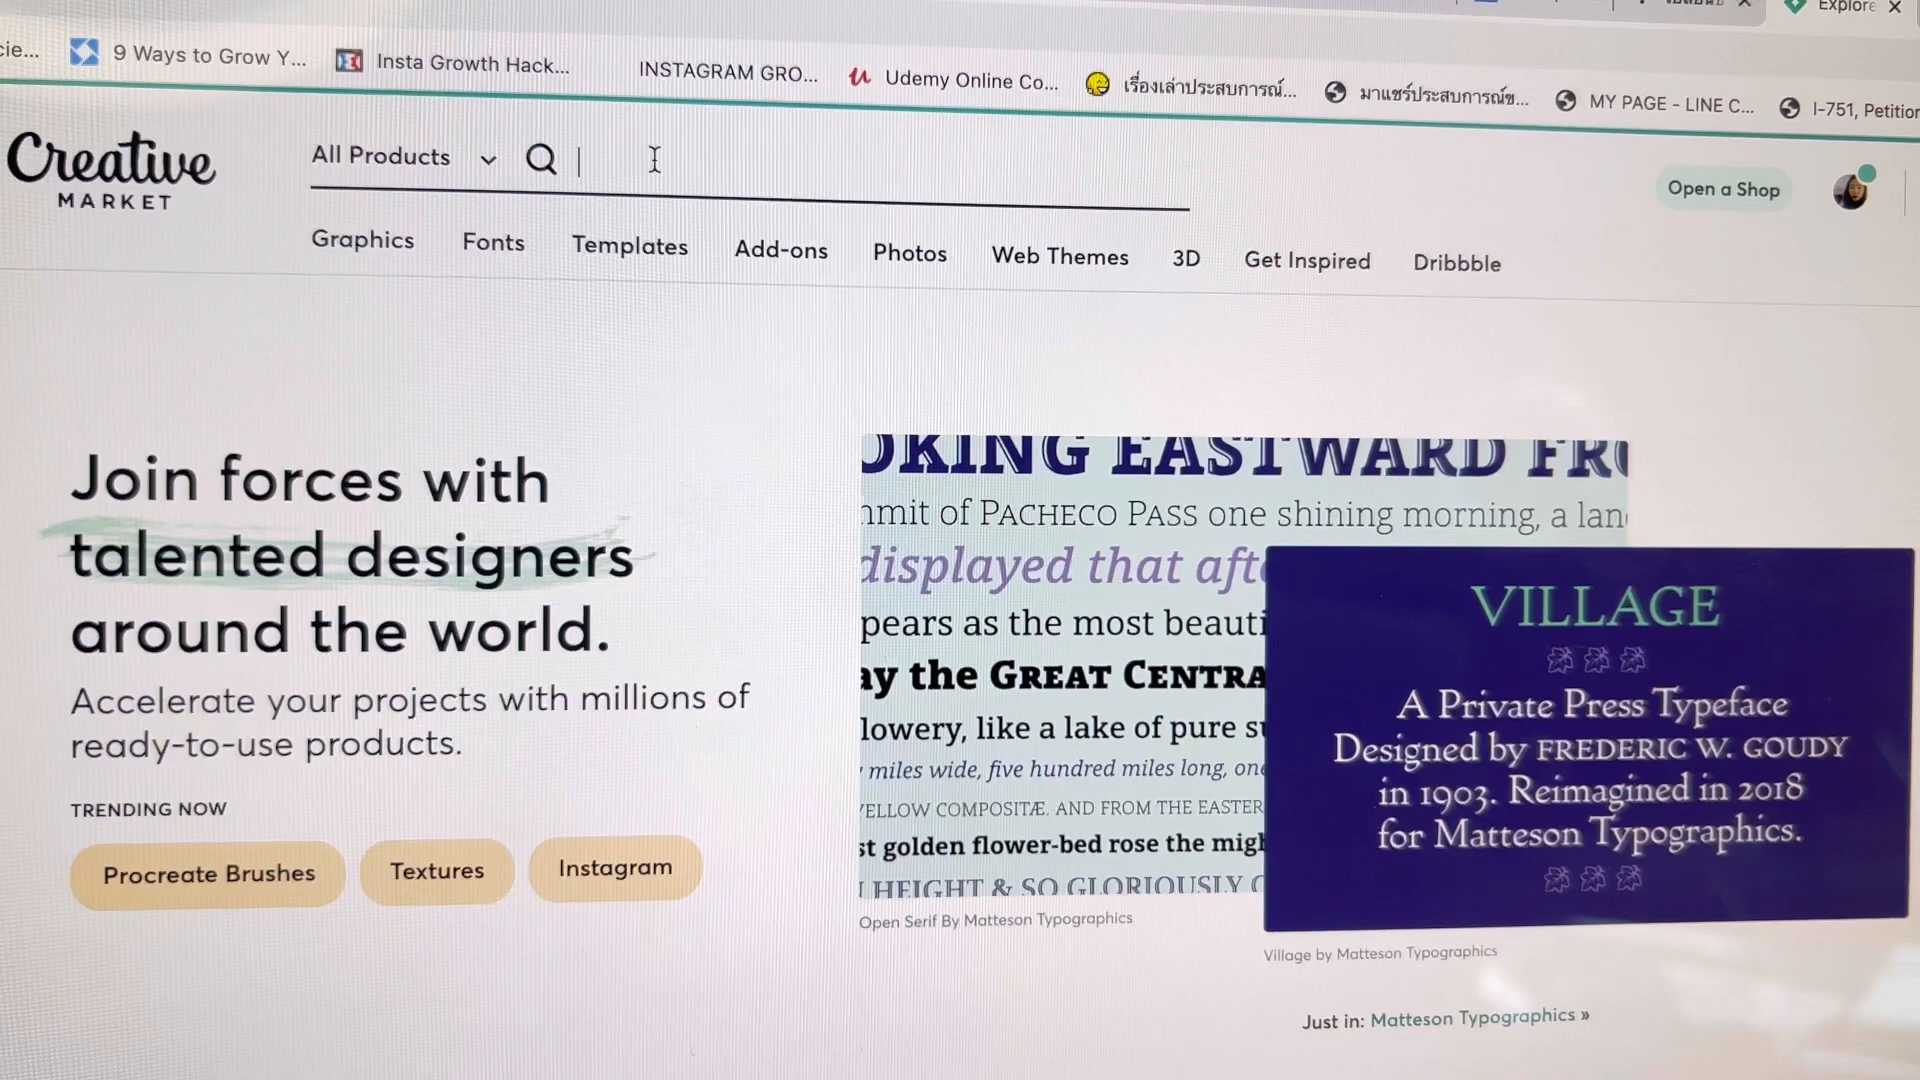 Explore
cie...
9 Ways to Grow Y...
Insta Growth Hack...
INSTAGRAM GRO...
Udemy Online Co...
เรื่องเล่าประสบการณ์...
มาแชร์ประสบการณ์ข...
MY PAGE - LINE C...
I-751, Petition
Creative
MARKET
All Products
Open a Shop
Graphics
Fonts
Templates
Add-ons
Photos
Web Themes
3D
Get Inspired
Dribbble
Join forces with
talented designers
around the world.
Accelerate your projects with millions of
ready-to-use products.
TRENDING NOW
Procreate Brushes
Textures
Instagram
OKING EASTWARD FRO
mmit of PACHECO PASS one shining morning, a lan
displayed that afte
pears as the most beauti
ay the GREAT CENTRA
lowery, like a lake of pure su
miles wide, five hundred miles long, one
YELLOW COMPOSITÆ. AND FROM THE EASTER
st golden flower-bed rose the migh
HEIGHT & SO GLORIOUSLY C
Open Serif By Matteson Typographics
VILLAGE
A Private Press Typeface
Designed by FREDERIC W. GOUDY
in 1903. Reimagined in 2018
for Matteson Typographics.
Village by Matteson Typographics
Just in: Matteson Typographics »